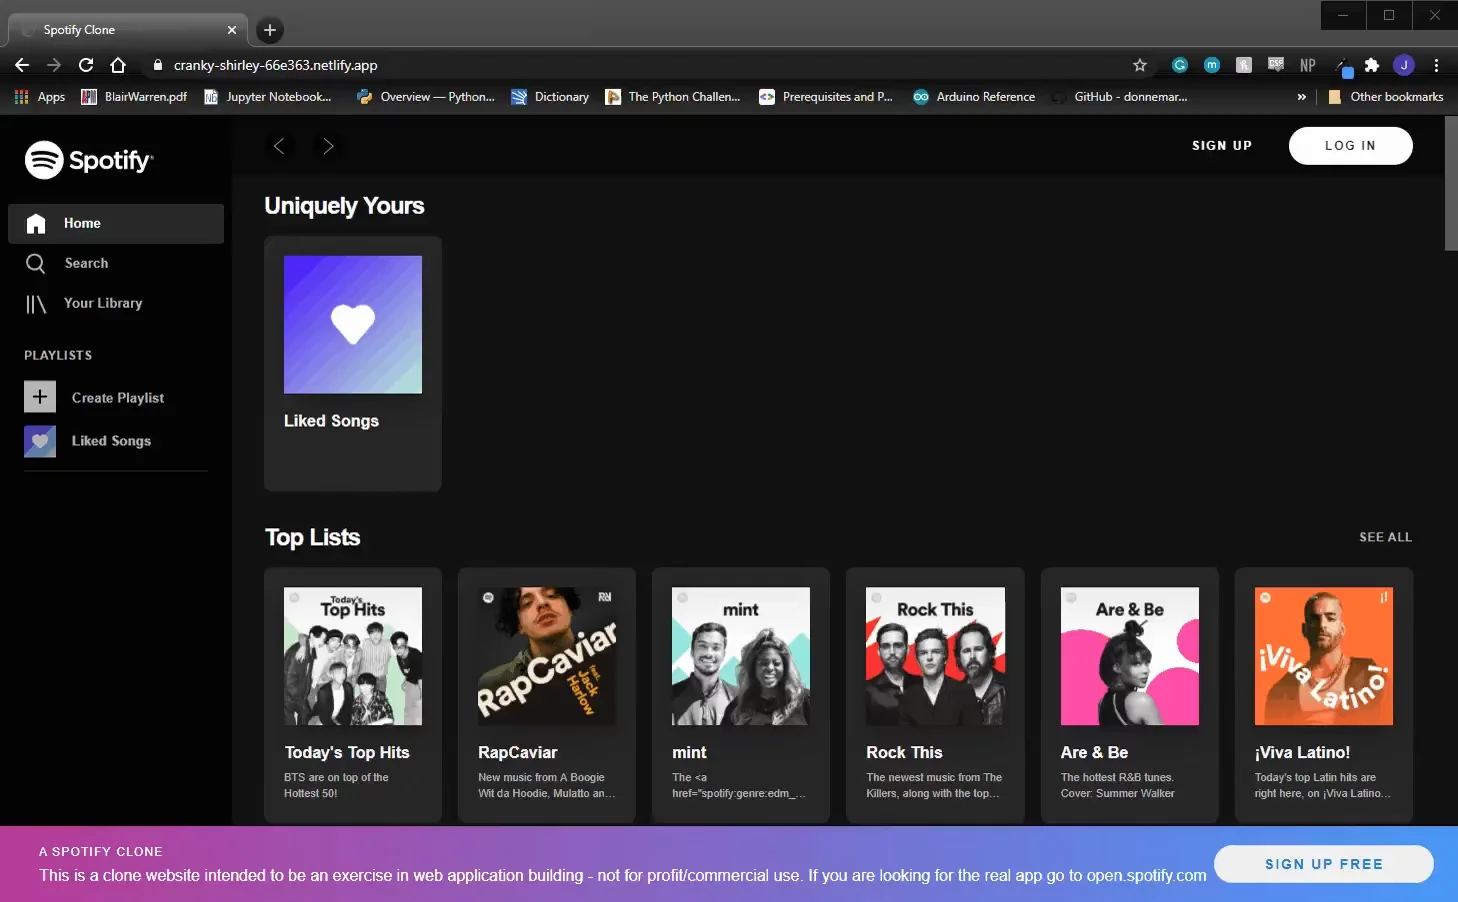 Spotify Clone
cranky-shirley-66e363.netlify.app
NP
J
Apps
BlairWarren.pdf
Jupyter Notebook...
Overview — Python...
Dictionary
The Python Challen...
Prerequisites and P...
Arduino Reference
GitHub - donnemar...
»
Other bookmarks
Spotify
SIGN UP
LOG IN
Home
Search
Your Library
PLAYLISTS
Create Playlist
Liked Songs
Uniquely Yours
Liked Songs
Top Lists
SEE ALL
Today's
Top Hits
Today's Top Hits
BTS are on top of the
Hottest 50!
RapCaviar
feat.
Jack
Harlow
RapCaviar
New music from A Boogie
Wit da Hoodie, Mulatto an...
mint
mint
The <a
href="spotify:genre:edm_...
Rock This
Rock This
The newest music from The
Killers, along with the top...
Are & Be
Are & Be
The hottest R&B tunes.
Cover: Summer Walker
¡Viva
Latino!
¡Viva Latino!
Today's top Latin hits are
right here, on ¡Viva Latino...
A SPOTIFY CLONE
This is a clone website intended to be an exercise in web application building - not for profit/commercial use. If you are looking for the real app go to open.spotify.com
SIGN UP FREE